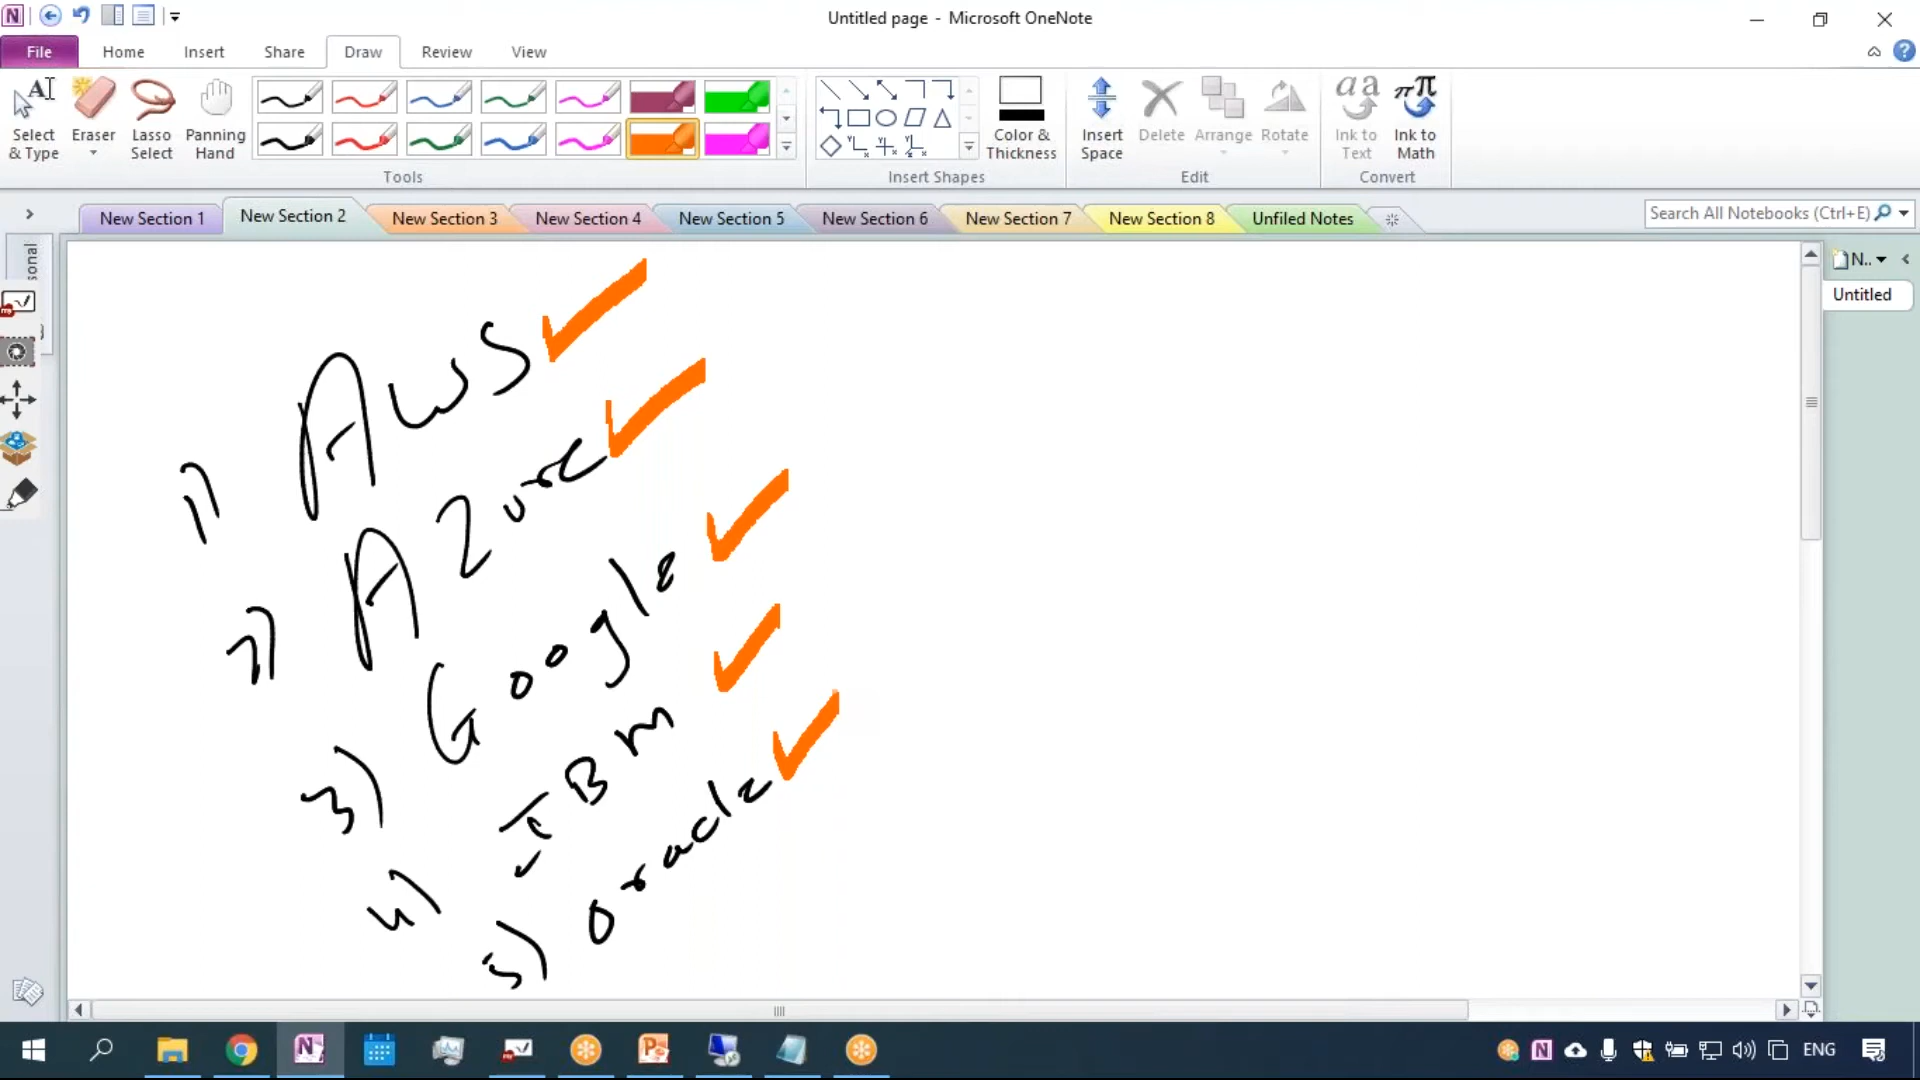 Untitled page - Microsoft OneNote
File Home Insert Share Draw Review View
Select & Type
Eraser
Lasso Select
Panning Hand
Color & Thickness
Insert Space
Delete
Arrange
Rotate
Ink to Text
Ink to Math
Tools
Insert Shapes
Edit
Convert
New Section 1 New Section 2 New Section 3 New Section 4 New Section 5 New Section 6 New Section 7 New Section 8 Unfiled Notes
Search All Notebooks (Ctrl+E)
N..
Untitled
sonal
1) AWS
2) AZure
3) Google
4) IBM
5) oracle
ENG